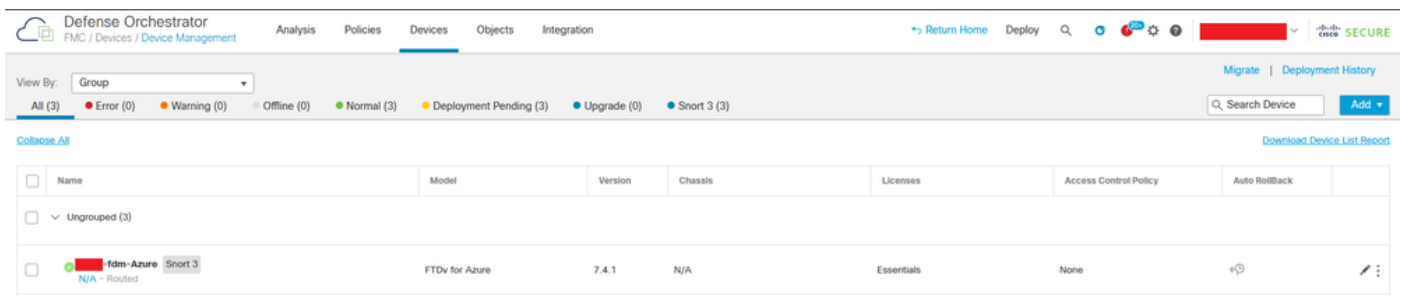 Defense Orchestrator
FMC / Devices / Device Management
Analysis Policies Devices Objects Integration
Return Home Deploy 20+ CISCO SECURE
Migrate | Deployment History
View By: Group
All (3) Error (0) Warning (0) Offline (0) Normal (3) Deployment Pending (3) Upgrade (0) Snort 3 (3)
Search Device Add
Collapse All Download Device List Report
Name Model Version Chassis Licenses Access Control Policy Auto RollBack
Ungrouped (3)
-fdm-Azure Snort 3
N/A - Routed
FTDv for Azure 7.4.1 N/A Essentials None